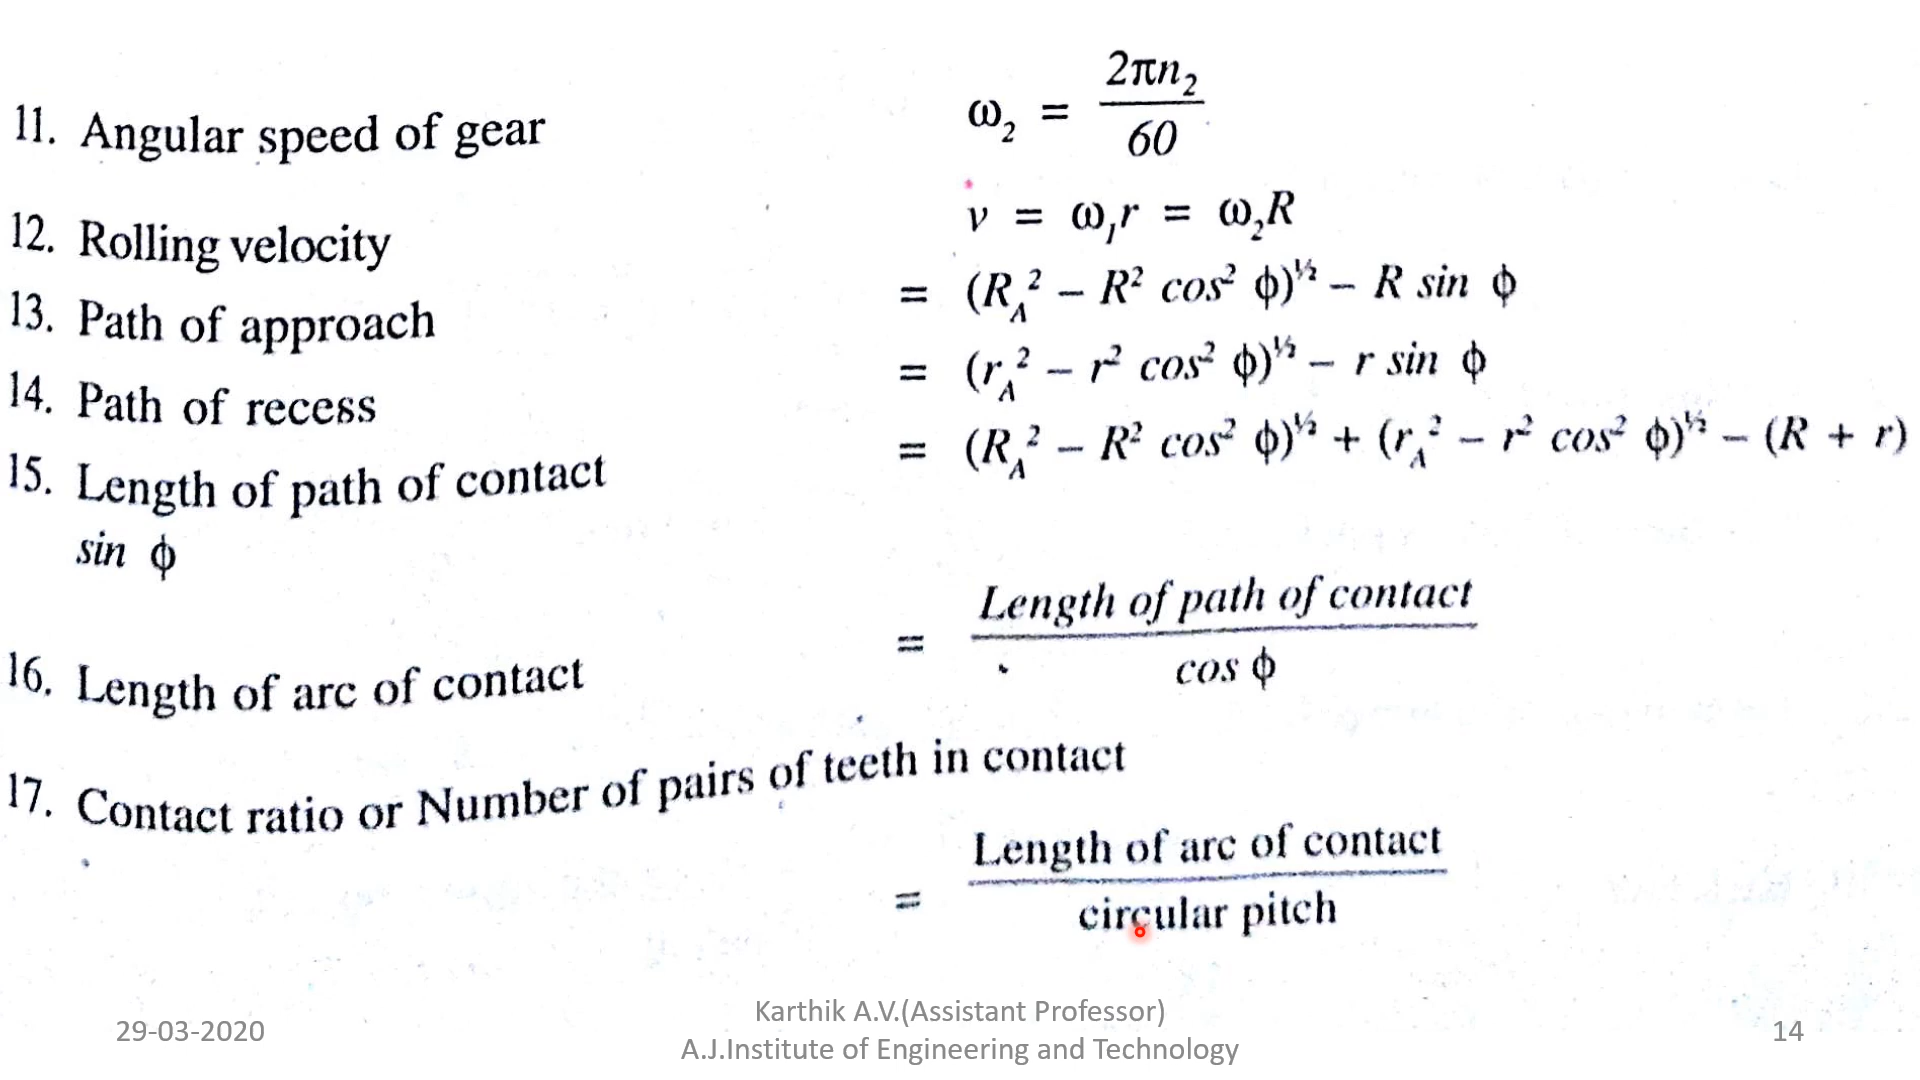 11. Angular speed of gear ω₂ = 2πn₂ / 60
12. Rolling velocity v = ω₁r = ω₂R
13. Path of approach = (R_A² – R² cos² ϕ)^½ – R sin ϕ
14. Path of recess = (r_A² – r² cos² ϕ)^½ – r sin ϕ
15. Length of path of contact = (R_A² – R² cos² ϕ)^½ + (r_A² – r² cos² ϕ)^½ – (R + r)
sin ϕ
16. Length of arc of contact = Length of path of contact / cos ϕ
17. Contact ratio or Number of pairs of teeth in contact
= Length of arc of contact / circular pitch
29-03-2020
Karthik A.V.(Assistant Professor)
A.J.Institute of Engineering and Technology
14